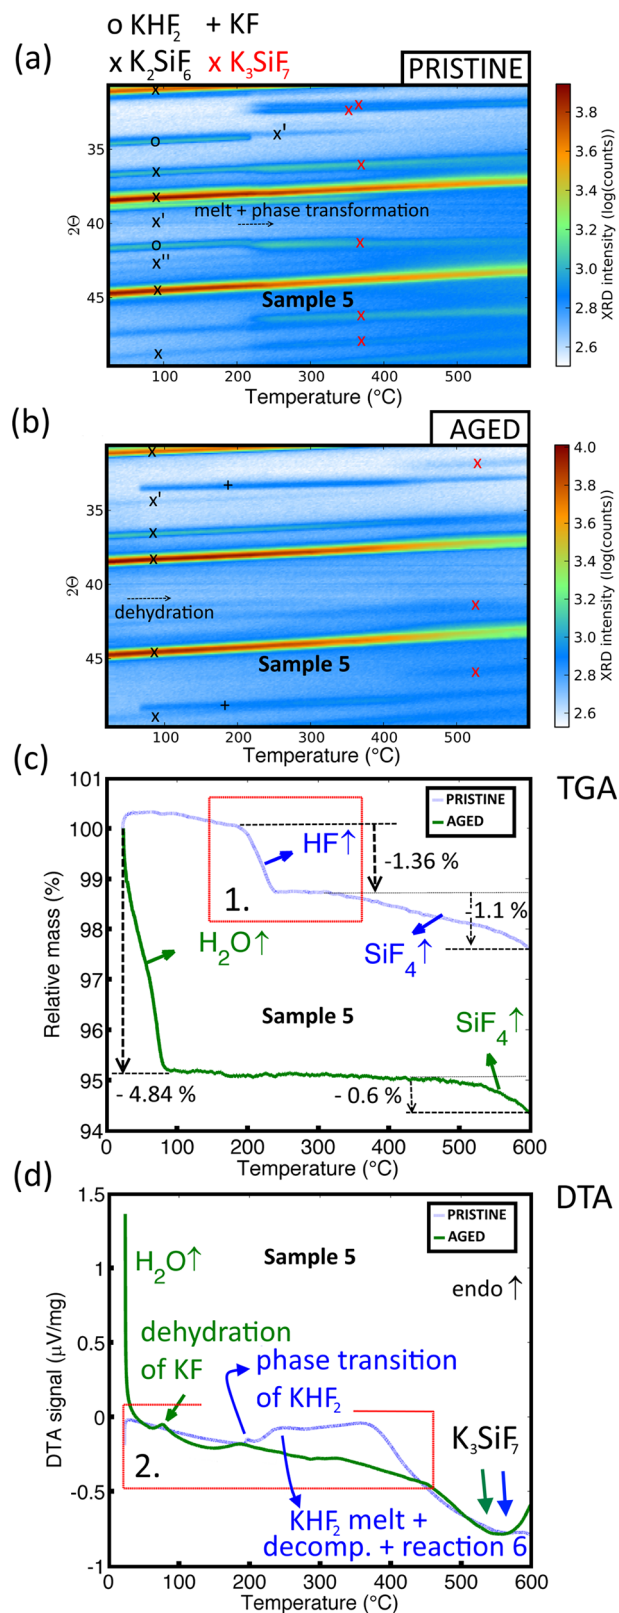 o KHF2 + KF
x K2SiF6 x K3SiF7
(a)
PRISTINE
x
x x
x'
o
x
x
x
x'
melt + phase transformation
o
x
x''
x
Sample 5
x
x
x
35
40
45
2Θ
100 200 300 400 500
Temperature (°C)
3.8
3.6
3.4
3.2
3.0
2.8
2.6
XRD intensity (log(counts))
(b)
AGED
x
x
+
x'
x
x
dehydration
x
x
Sample 5
x
+
x
35
40
45
2Θ
100 200 300 400 500
Temperature (°C)
4.0
3.8
3.6
3.4
3.2
3.0
2.8
2.6
XRD intensity (log(counts))
(c)
TGA
PRISTINE
AGED
HF↑
-1.36 %
1.
-1.1 %
H2O↑
SiF4↑
Sample 5
SiF4↑
- 4.84 %
- 0.6 %
101
100
99
98
97
96
95
94
Relative mass (%)
0 100 200 300 400 500 600
Temperature (°C)
(d)
DTA
PRISTINE
AGED
Sample 5
H2O↑
endo ↑
dehydration
of KF
phase transition
of KHF2
K3SiF7
2.
KHF2 melt +
decomp. + reaction 6
1.5
1
0.5
0
-0.5
-1
DTA signal (µV/mg)
0 100 200 300 400 500 600
Temperature (°C)